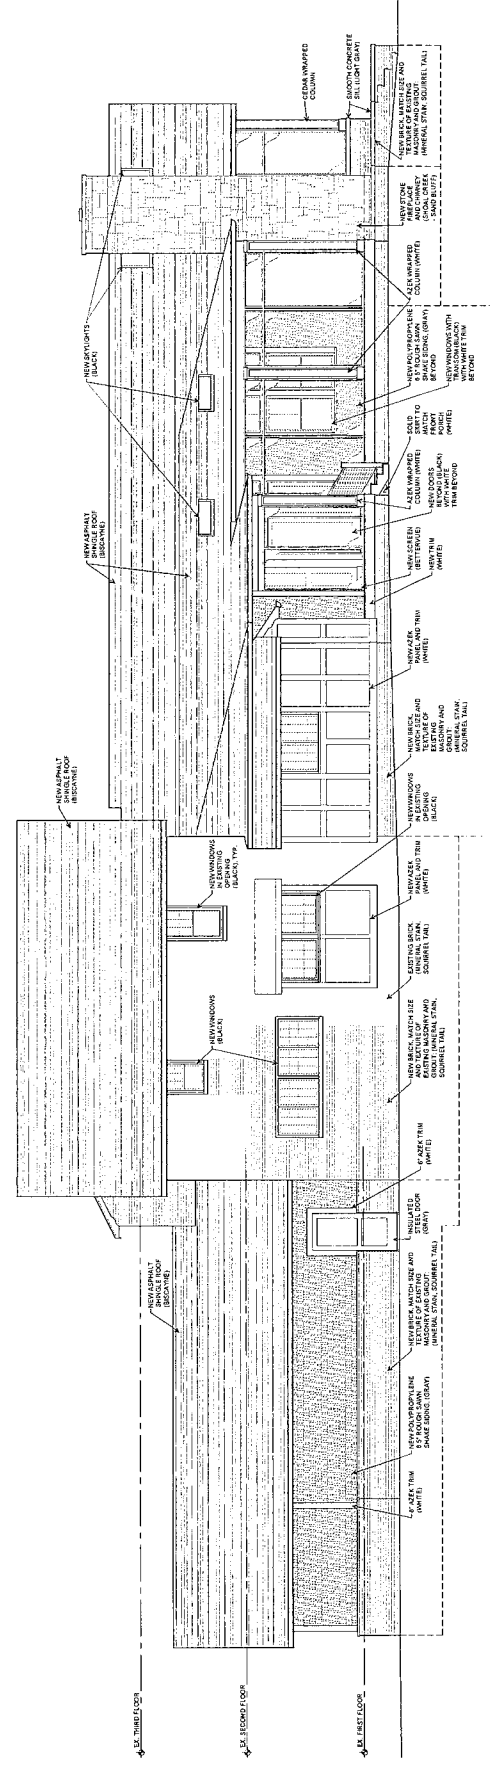 NEW ASPHALT
SHINGLE ROOF
(BISCAYNE)
NEW ASPHALT
SHINGLE ROOF
(BISCAYNE)
NEW SKYLIGHTS
(BLACK)
EX. THIRD FLOOR
NEW ASPHALT
SHINGLE ROOF
(BISCAYNE)
NEW WINDOWS
(BLACK)
NEW WINDOWS
IN EXISTING
OPENING
(BLACK), TYP.
EX. SECOND FLOOR
CEDAR WRAPPED
COLUMN
SMOOTH CONCRETE
SILL (LIGHT GRAY)
EX. FIRST FLOOR
6" AZEK TRIM
(WHITE)
NEW POLYPROPYLENE
6.5" ROUGH SAWN
SHAKE SIDING, (GRAY)
NEW BRICK, MATCH SIZE AND
TEXTURE OF EXISTING
MASONRY AND GROUT.
(MINERAL STAIN, SQUIRREL TAIL)
INSULATED
STEEL DOOR
(GRAY)
6" AZEK TRIM
(WHITE)
NEW BRICK, MATCH SIZE
AND TEXTURE OF
EXISTING MASONRY AND
GROUT. (MINERAL STAIN,
SQUIRREL TAIL)
EXISTING BRICK
(MINERAL STAIN,
SQUIRREL TAIL)
NEW AZEK
PANEL AND TRIM
(WHITE)
NEW WINDOWS
IN EXISTING
OPENING
(BLACK)
NEW BRICK,
MATCH SIZE AND
TEXTURE OF
EXISTING
MASONRY AND
GROUT.
(MINERAL STAIN,
SQUIRREL TAIL)
NEW AZEK
PANEL AND TRIM
(WHITE)
NEW TRIM
(WHITE)
NEW SCREEN
(BETTERVUE)
NEW DOORS
BEYOND (BLACK)
WITH WHITE
TRIM BEYOND
AZEK WRAPPED
COLUMN (WHITE)
SOLID
SKIRT TO
MATCH
FRONT
PORCH
(WHITE)
NEW WINDOWS WITH
TRANSOM (BLACK)
WITH WHITE TRIM
BEYOND
NEW POLYPROPYLENE
6.5" ROUGH SAWN
SHAKE SIDING, (GRAY)
BEYOND
AZEK WRAPPED
COLUMN (WHITE)
NEW STONE
FIREPLACE
AND CHIMNEY
(SHOAL CREEK
- SAND BLUFF)
NEW BRICK, MATCH SIZE AND
TEXTURE OF EXISTING
MASONRY AND GROUT.
(MINERAL STAIN, SQUIRREL TAIL)